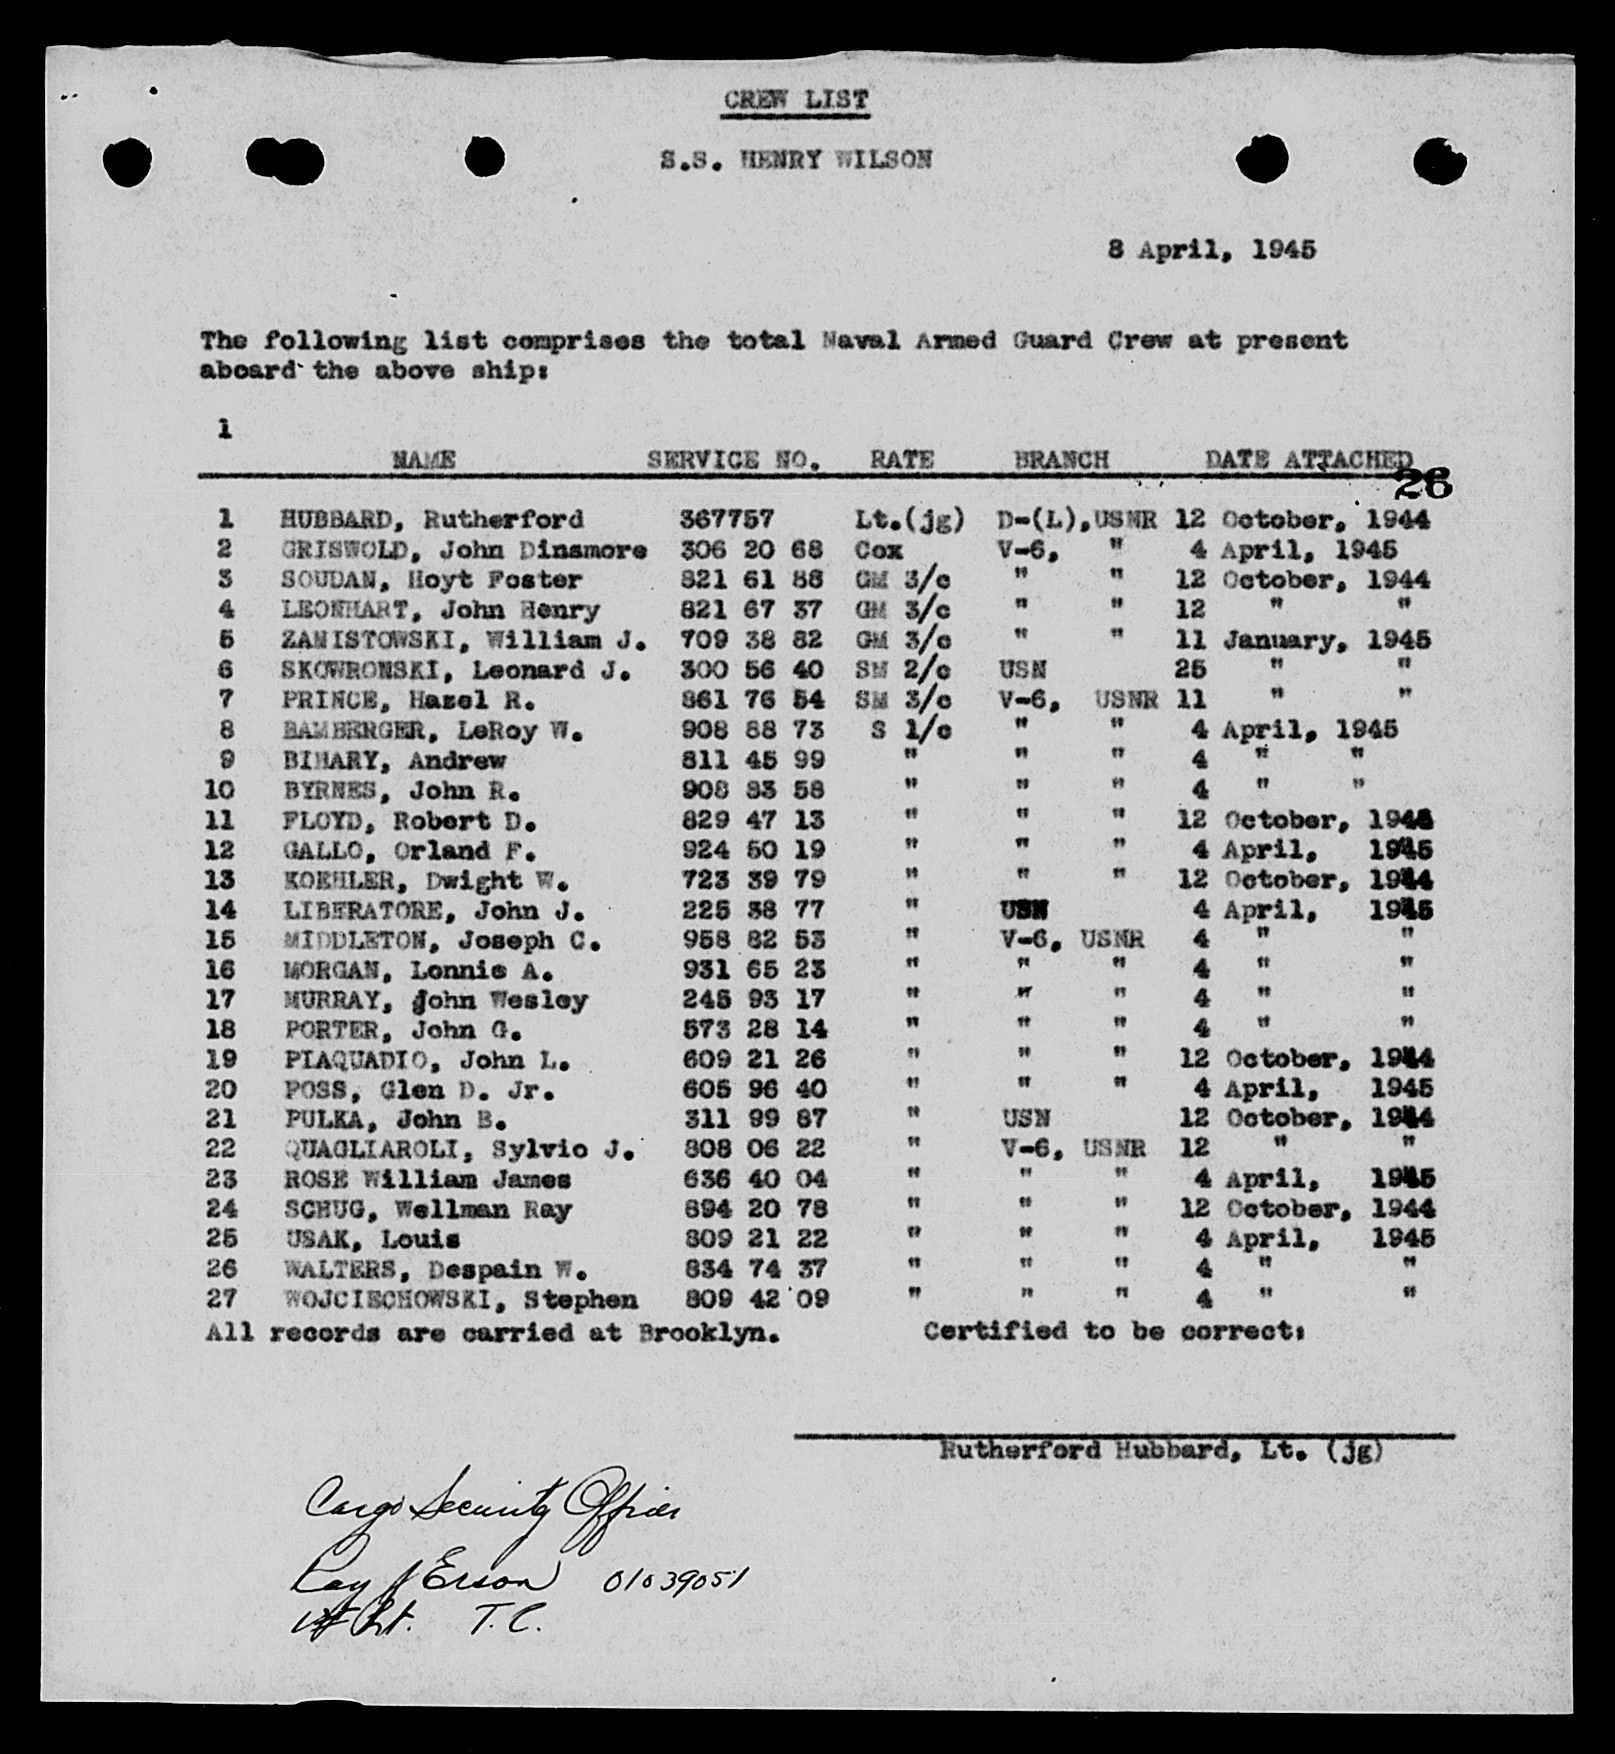 CREW LIST
S.S. HENRY WILSON
8 April, 1945
The following list comprises the total Naval Armed Guard Crew at present
aboard the above ship:
1
NAME SERVICE NO. RATE BRANCH DATE ATTACHED
26
1 HUBBARD, Rutherford 367757 Lt.(jg) D-(L),USNR 12 October, 1944
2 GRISWOLD, John Dinsmore 306 20 68 Cox V-6, " 4 April, 1945
3 SOUDAN, Hoyt Foster 821 61 88 GM 3/c " " 12 October, 1944
4 LEONHART, John Henry 821 67 37 GM 3/c " " 12 " "
5 ZANISTOWSKI, William J. 709 38 82 GM 3/c " " 11 January, 1945
6 SKOWRONSKI, Leonard J. 300 56 40 SM 2/c USN 25 " "
7 PRINCE, Hazel R. 861 76 54 SM 3/c V-6, USNR 11 " "
8 BAMBERGER, LeRoy W. 908 88 73 S 1/c " " 4 April, 1945
9 BIHARY, Andrew 811 45 99 " " " 4 " "
10 BYRNES, John R. 908 83 58 " " " 4 " "
11 FLOYD, Robert D. 829 47 13 " " " 12 October, 1944
12 GALLO, Orland F. 924 50 19 " " " 4 April, 1945
13 KOEHLER, Dwight W. 723 39 79 " " " 12 October, 1944
14 LIBERATORE, John J. 225 38 77 " USN 4 April, 1945
15 MIDDLETON, Joseph C. 958 82 53 " V-6, USNR 4 " "
16 MORGAN, Lonnie A. 931 65 23 " " " 4 " "
17 MURRAY, John Wesley 245 93 17 " " " 4 " "
18 PORTER, John G. 573 28 14 " " " 4 " "
19 PIAQUADIO, John L. 609 21 26 " " " 12 October, 1944
20 POSS, Glen D. Jr. 605 96 40 " " " 4 April, 1945
21 PULKA, John B. 311 99 87 " USN 12 October, 1944
22 QUAGLIAROLI, Sylvio J. 808 06 22 " V-6, USNR 12 " "
23 ROSE William James 636 40 04 " " " 4 April, 1945
24 SCHUG, Wellman Ray 894 20 78 " " " 12 October, 1944
25 USAK, Louis 809 21 22 " " " 4 April, 1945
26 WALTERS, Despain W. 834 74 37 " " " 4 " "
27 WOJCIECHOWSKI, Stephen 809 42 09 " " " 4 " "
All records are carried at Brooklyn. Certified to be correct:
Rutherford Hubbard, Lt. (jg)
Cargo Security Officer
Ray J Erson 01039051
1st Lt. T.C.